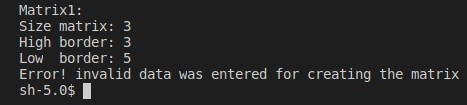 Matrix1:
Size matrix: 3
High border: 3
Low  border: 5
Error! invalid data was entered for creating the matrix
sh-5.0$